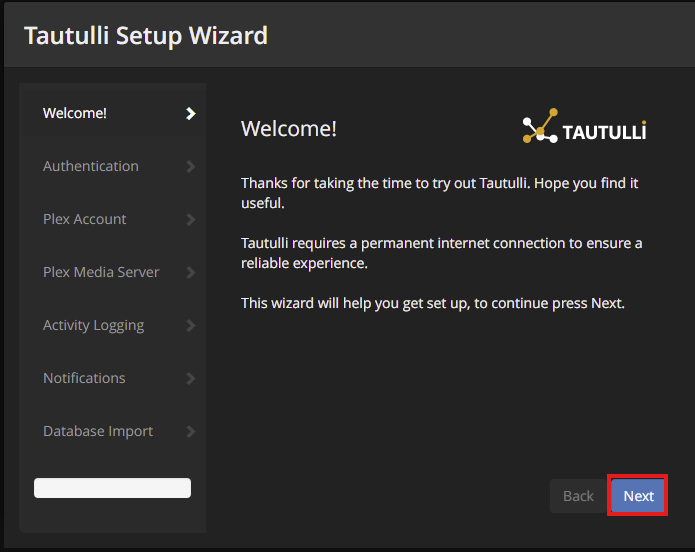 Tautulli Setup Wizard
Welcome!
Authentication
Plex Account
Plex Media Server
Activity Logging
Notifications
Database Import
Welcome!
TAUTULLI
Thanks for taking the time to try out Tautulli. Hope you find it
useful.
Tautulli requires a permanent internet connection to ensure a
reliable experience.
This wizard will help you get set up, to continue press Next.
Back
Next